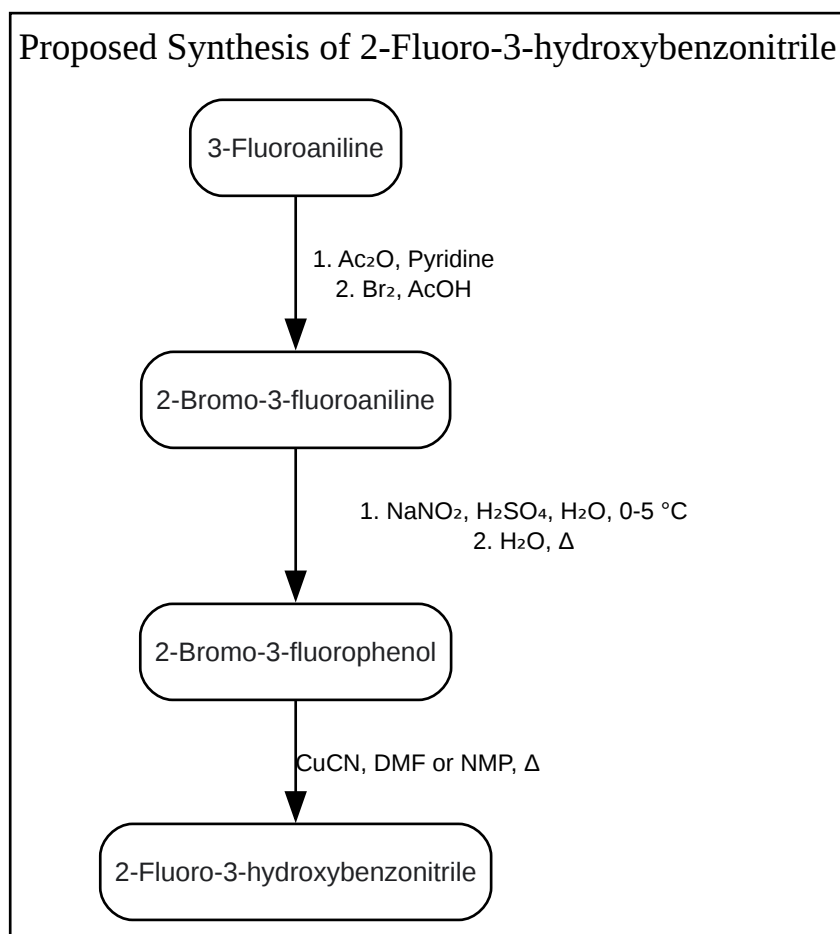 Proposed Synthesis of 2-Fluoro-3-hydroxybenzonitrile
3-Fluoroaniline
1. Ac₂O, Pyridine
2. Br₂, AcOH
2-Bromo-3-fluoroaniline
1. NaNO₂, H₂SO₄, H₂O, 0-5 °C
2. H₂O, Δ
2-Bromo-3-fluorophenol
CuCN, DMF or NMP, Δ
2-Fluoro-3-hydroxybenzonitrile